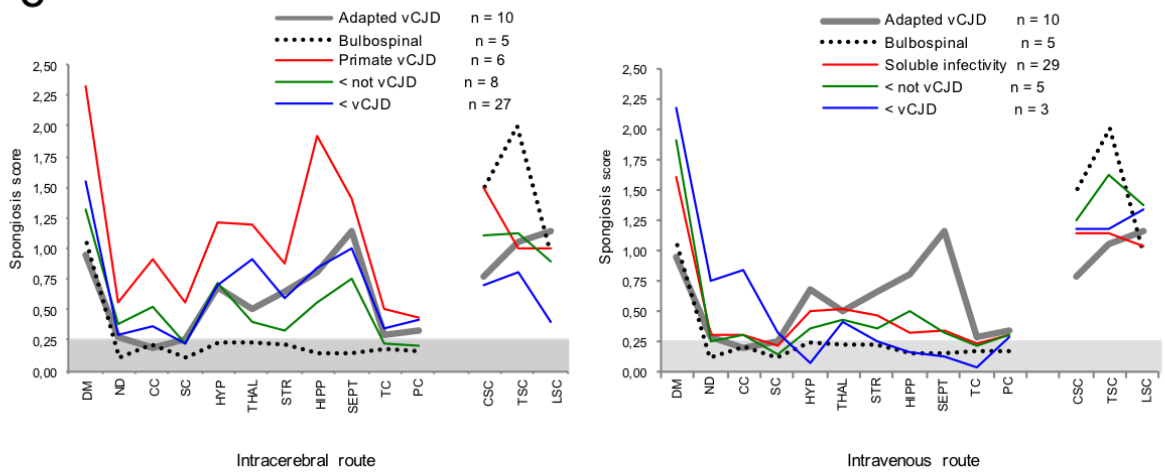 Adapted vCJD n = 10
Bulbospinal n = 5
Primate vCJD n = 6
< not vCJD n = 8
< vCJD n = 27
Spongiosis score
2,50
2,25
2,00
1,75
1,50
1,25
1,00
0,75
0,50
0,25
0,00
DM ND CC SC HYP THAL STR HIPP SEPT TC PC CSC TSC LSC
Intracerebral route
Adapted vCJD n = 10
Bulbospinal n = 5
Soluble infectivity n = 29
< not vCJD n = 5
< vCJD n = 3
Spongiosis score
2,50
2,25
2,00
1,75
1,50
1,25
1,00
0,75
0,50
0,25
0,00
DM ND CC SC HYP THAL STR HIPP SEPT TC PC CSC TSC LSC
Intravenous route